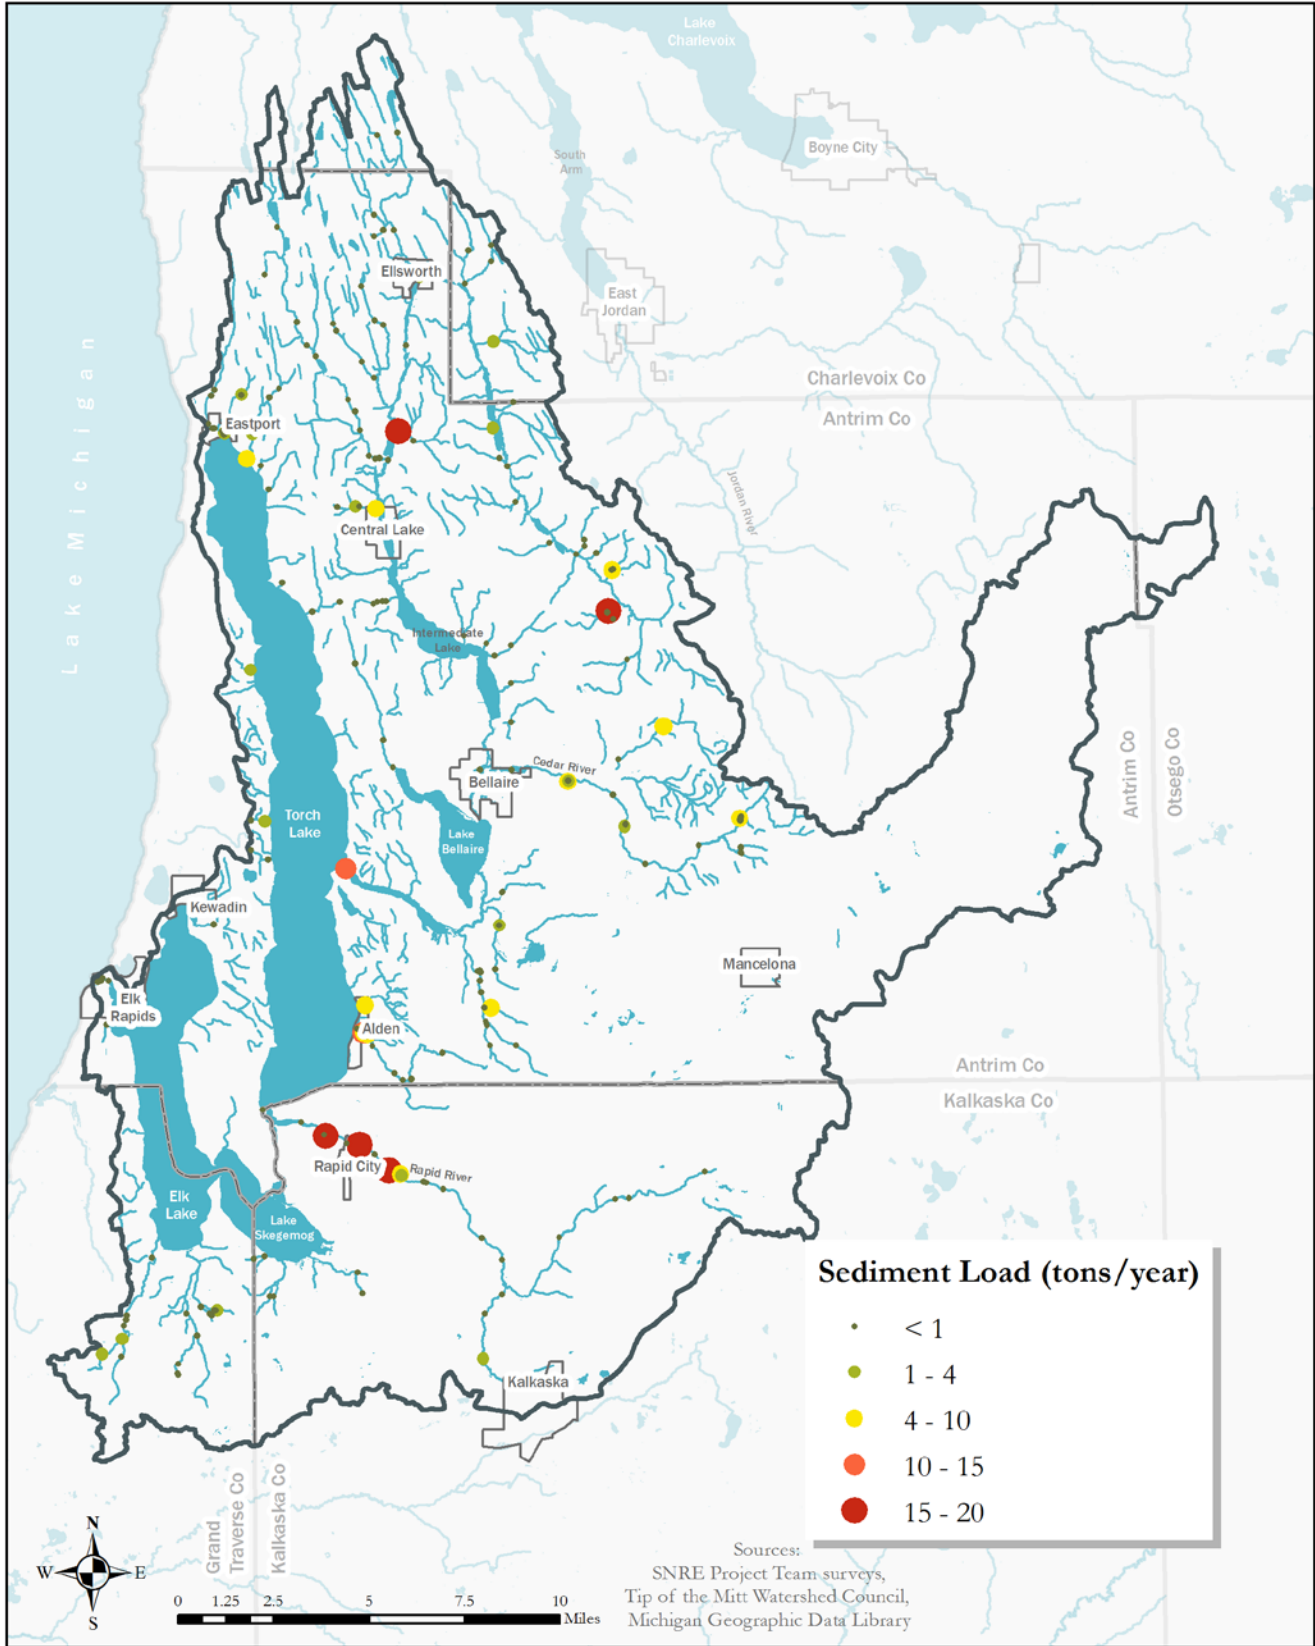 Lake
Charlevoix
Boyne City
South
Arm
Ellsworth
East
Jordan
Lake Michigan
Charlevoix Co
Antrim Co
Eastport
Jordan River
Central Lake
Intermediate
Lake
Antrim Co
Otsego Co
Cedar River
Bellaire
Torch
Lake
Lake
Bellaire
Kewadin
Mancelona
Elk
Rapids
Alden
Antrim Co
Kalkaska Co
Rapid City
Rapid River
Elk
Lake
Lake
Skegemog
Kalkaska
Sediment Load (tons/year)
< 1
1 - 4
4 - 10
10 - 15
15 - 20
Grand
Traverse Co
Kalkaska Co
N
W E
S
0 1.25 2.5 5 7.5 10
Miles
Sources:
SNRE Project Team surveys,
Tip of the Mitt Watershed Council,
Michigan Geographic Data Library